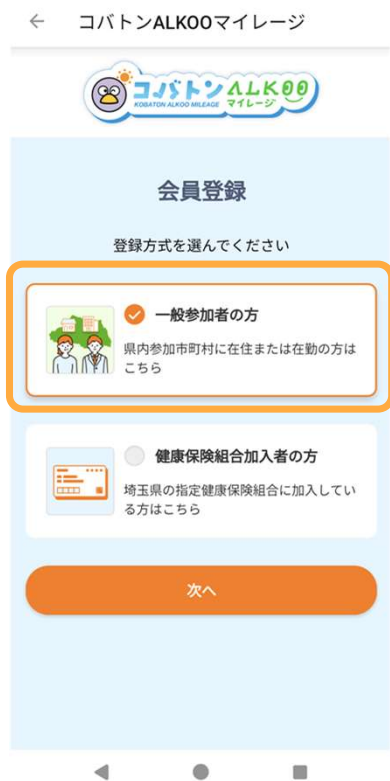 コバトンALKOOマイレージ
コバトン ALKOO
KOBATON ALKOO MILEAGE マイレージ
会員登録
登録方式を選んでください
一般参加者の方
県内参加市町村に在住または在勤の方は
こちら
健康保険組合加入者の方
埼玉県の指定健康保険組合に加入してい
る方はこちら
次へ